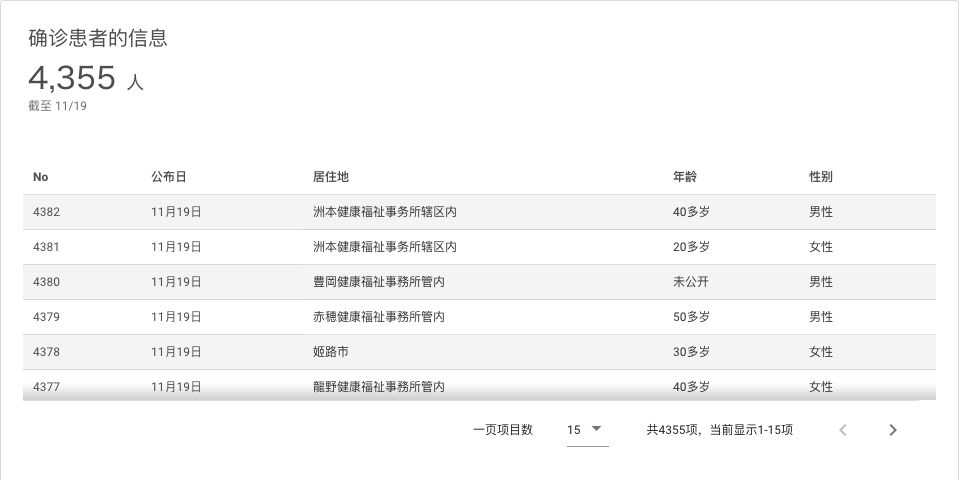 确诊患者的信息
4,355 人
截至 11/19
No 公布日 居住地 年龄 性别
4382 11月19日 洲本健康福祉事务所辖区内 40多岁 男性
4381 11月19日 洲本健康福祉事务所辖区内 20多岁 女性
4380 11月19日 豊岡健康福祉事務所管内 未公开 男性
4379 11月19日 赤穂健康福祉事務所管内 50多岁 男性
4378 11月19日 姬路市 30多岁 女性
4377 11月19日 龍野健康福祉事務所管内 40多岁 女性
一页项目数 15 共4355项，当前显示1-15项